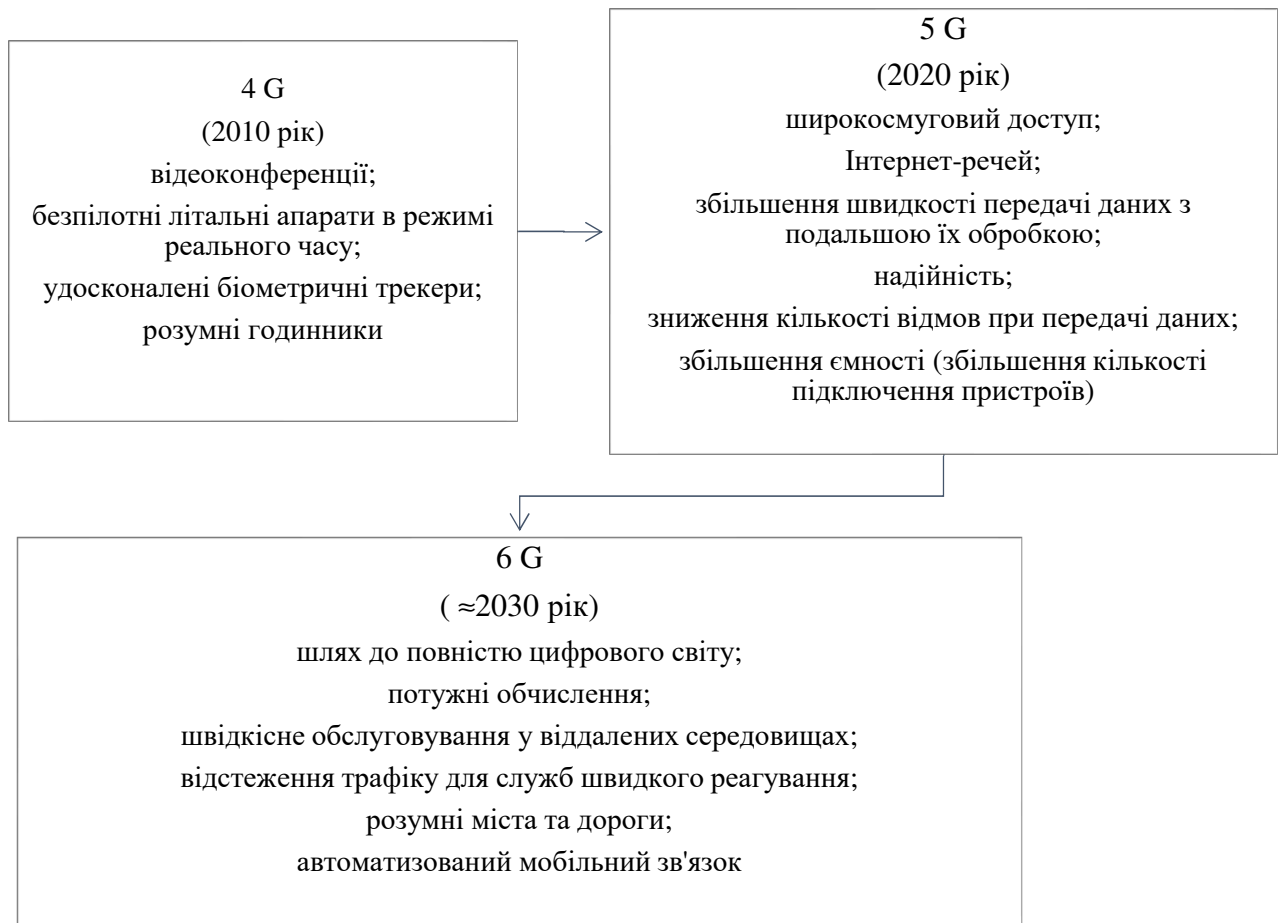 4 G
(2010 рік)
відеоконференції;
безпілотні літальні апарати в режимі
реального часу;
удосконалені біометричні трекери;
розумні годинники
5 G
(2020 рік)
широкосмуговий доступ;
Інтернет-речей;
збільшення швидкості передачі даних з
подальшою їх обробкою;
надійність;
зниження кількості відмов при передачі даних;
збільшення ємності (збільшення кількості
підключення пристроїв)
6 G
( ≈2030 рік)
шлях до повністю цифрового світу;
потужні обчислення;
швідкісне обслуговування у віддалених середовищах;
відстеження трафіку для служб швидкого реагування;
розумні міста та дороги;
автоматизований мобільний зв'язок